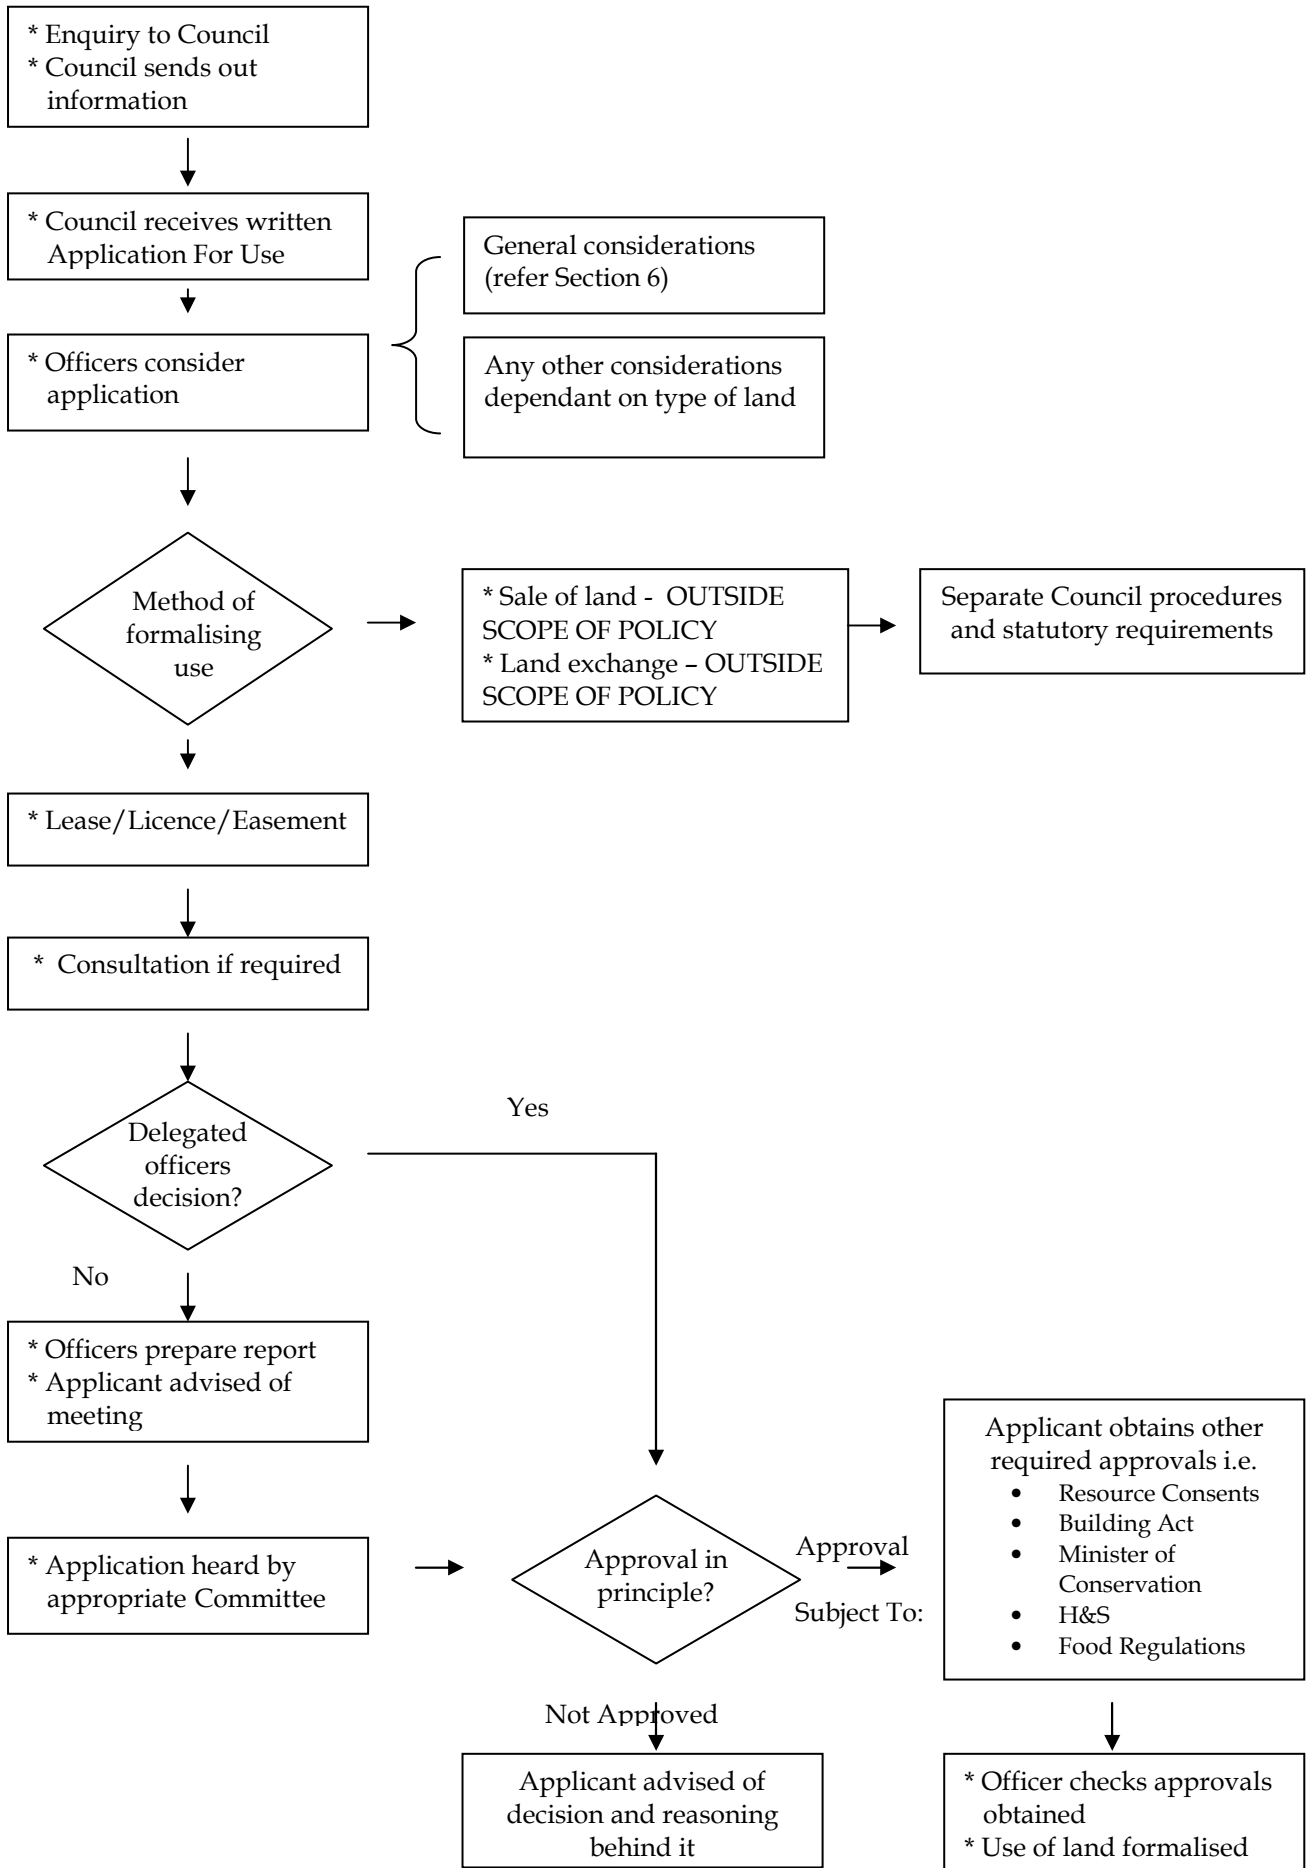 * Enquiry to Council
* Council sends out
information
* Council receives written
Application For Use
General considerations
(refer Section 6)
* Officers consider
application
Any other considerations
dependant on type of land
Method of
formalising
use
* Sale of land - OUTSIDE
SCOPE OF POLICY
* Land exchange – OUTSIDE
SCOPE OF POLICY
Separate Council procedures
and statutory requirements
* Lease/Licence/Easement
* Consultation if required
Delegated
officers
decision?
Yes
No
* Officers prepare report
* Applicant advised of
meeting
* Application heard by
appropriate Committee
Approval in
principle?
Approval
Subject To:
Applicant obtains other
required approvals i.e.
• Resource Consents
• Building Act
• Minister of
Conservation
• H&S
• Food Regulations
Not Approved
Applicant advised of
decision and reasoning
behind it
* Officer checks approvals
obtained
* Use of land formalised